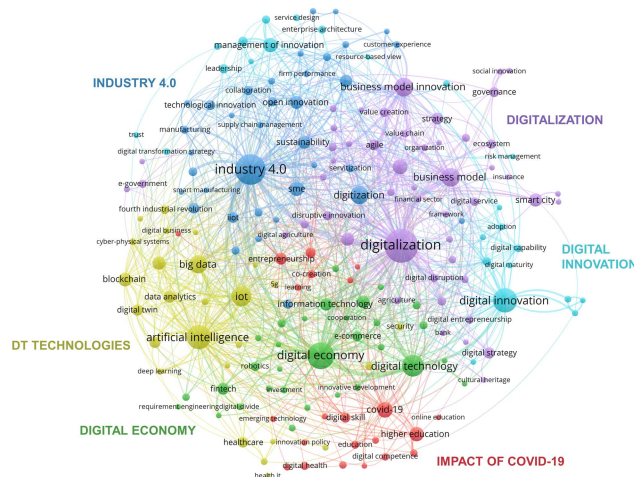 service design
enterprise architecture
management of innovation
customer experience
resource based view
leadership
firm performance
social innovation
INDUSTRY 4.0
collaboration
business model innovation
governance
technological innovation
open innovation
value creation
strategy
DIGITALIZATION
supply chain management
manufacturing
value chain
trust
sustainability
agile
organization
ecosystem
digital transformation strategy
risk management
industry 4.0
servitization
business model
insurance
e-government
smart manufacturing
sme
digitization
financial sector
digital service
smart city
fourth industrial revolution
iiot
disruptive innovation
framework
adoption
digital business
cyber-physical systems
digital agriculture
digitalization
digital capability
DIGITAL
INNOVATION
entrepreneurship
big data
co-creation
digital maturity
blockchain
5g
learning
digital disruption
data analytics
iot
information technology
agriculture
digital innovation
digital twin
cooperation
digital entrepreneurship
security
bank
artificial intelligence
e-commerce
DT TECHNOLOGIES
digital economy
digital strategy
robotics
digital technology
deep learning
cultural heritage
fintech
investment
innovative development
requirement engineering
digital divide
covid-19
emerging technology
digital skill
online education
DIGITAL ECONOMY
higher education
healthcare
innovation policy
education
digital competence
digital health
IMPACT OF COVID-19
health it